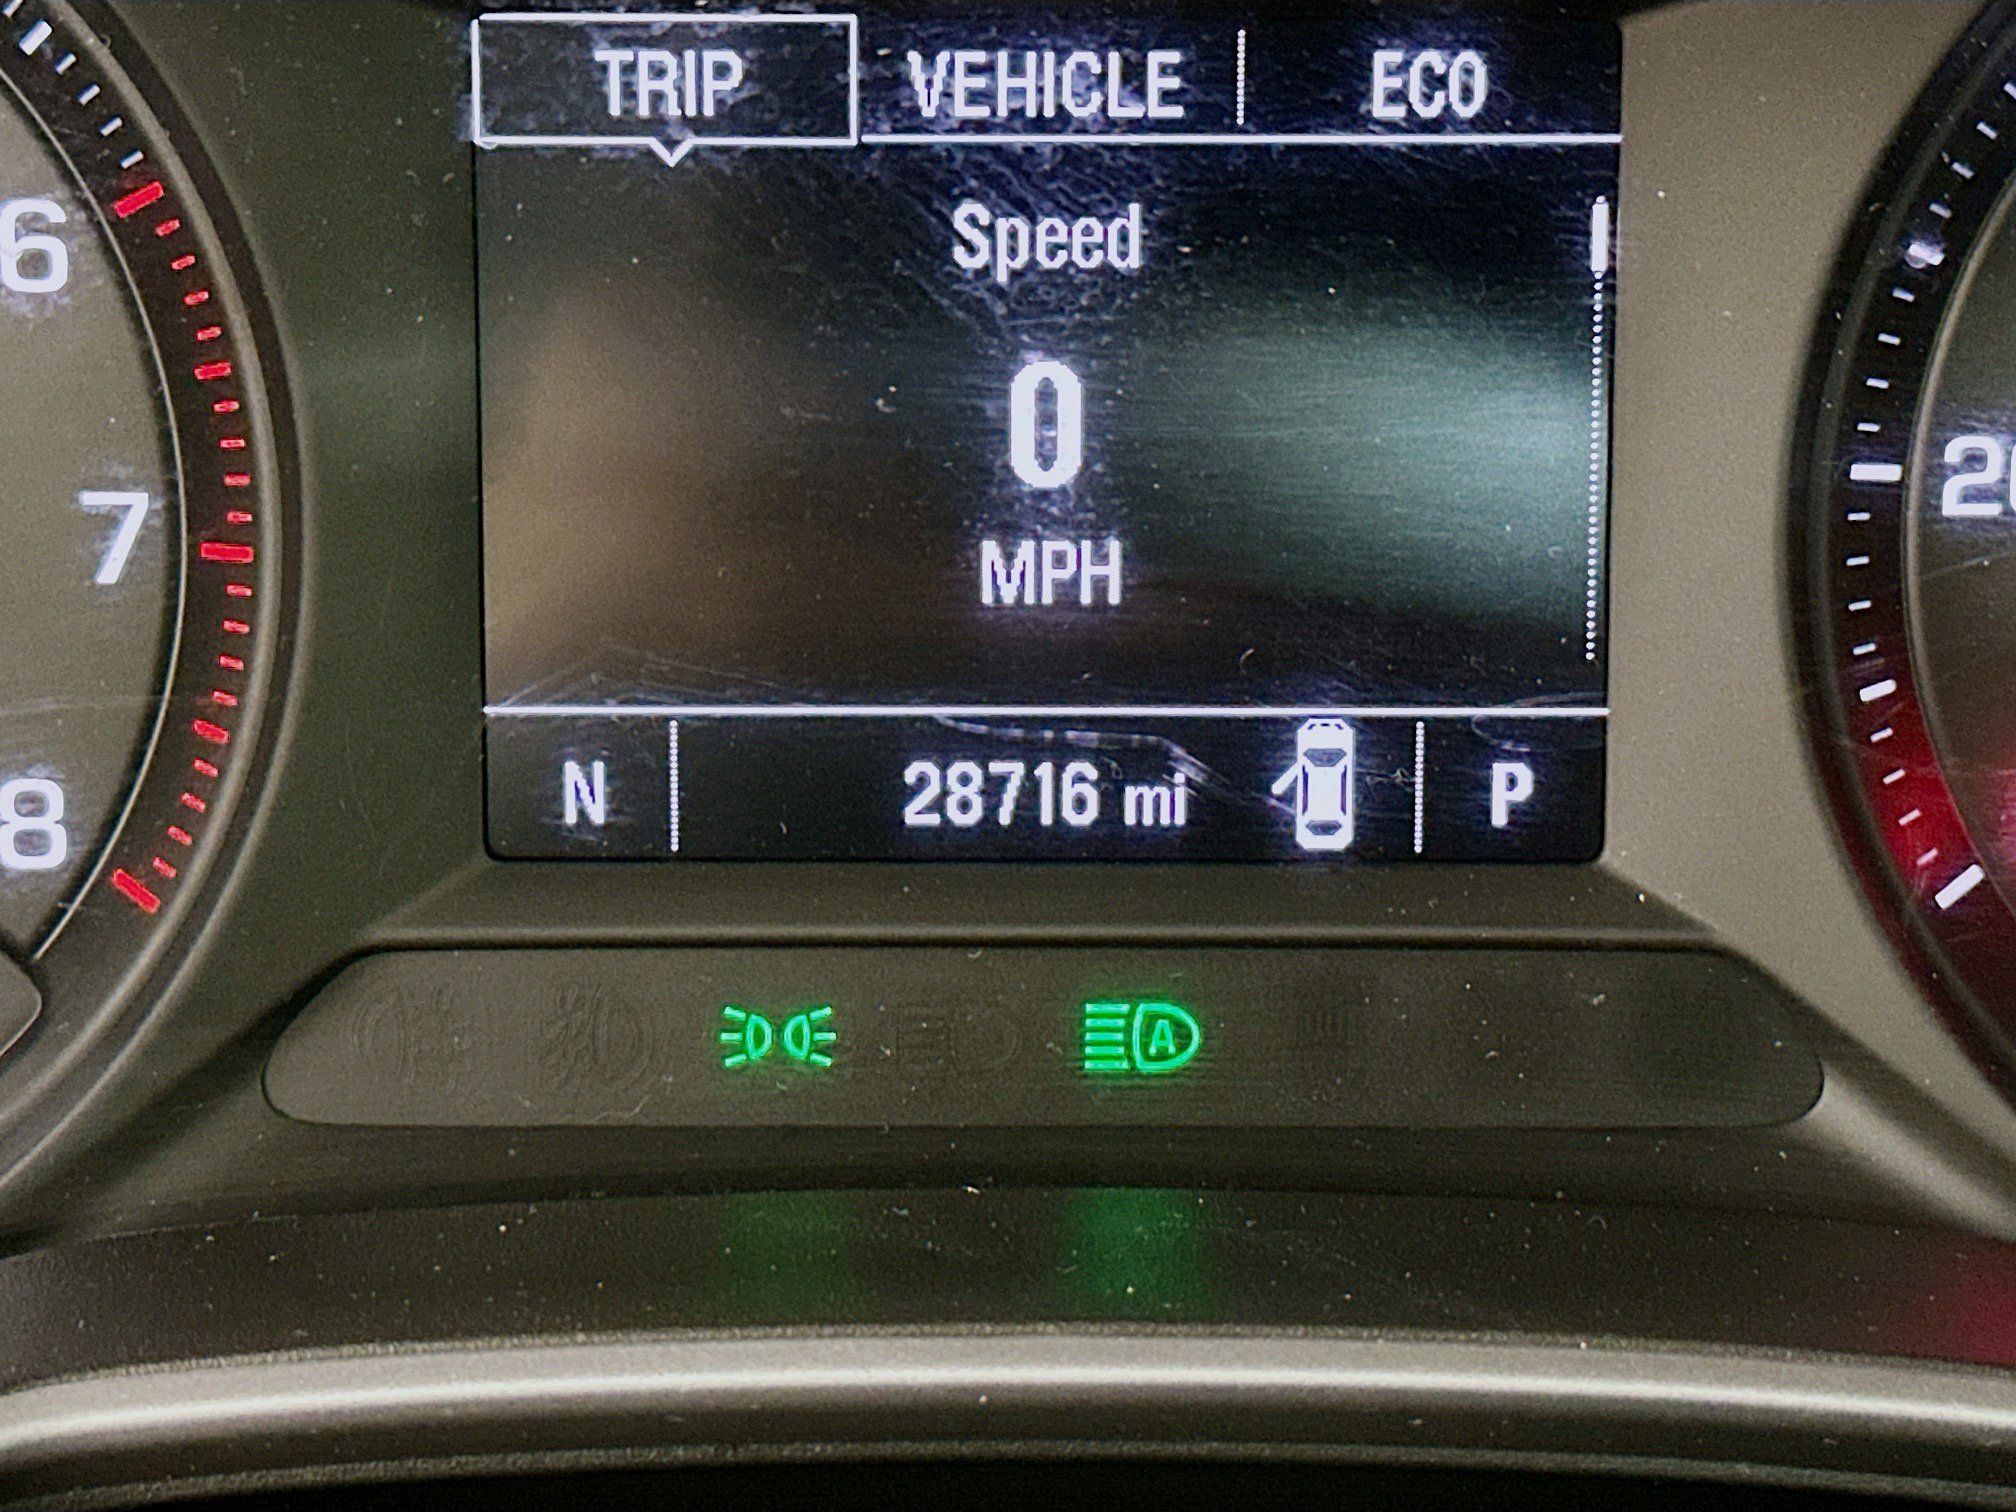 TRIP VEHICLE ECO
Speed
6
0
7
MPH
N 28716 mi P
8
A